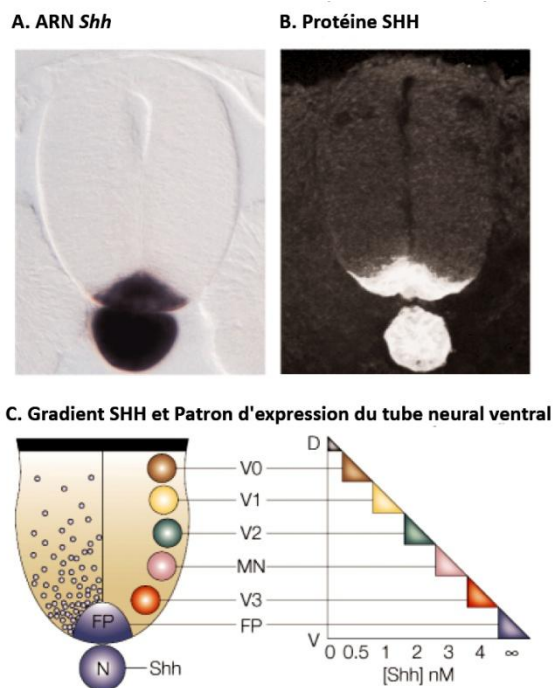 A. ARN Shh
B. Protéine SHH
C. Gradient SHH et Patron d'expression du tube neural ventral
D
V0
V1
V2
MN
V3
FP
FP
V
0 0.5 1 2 3 4 ∞
N
Shh
[Shh] nM